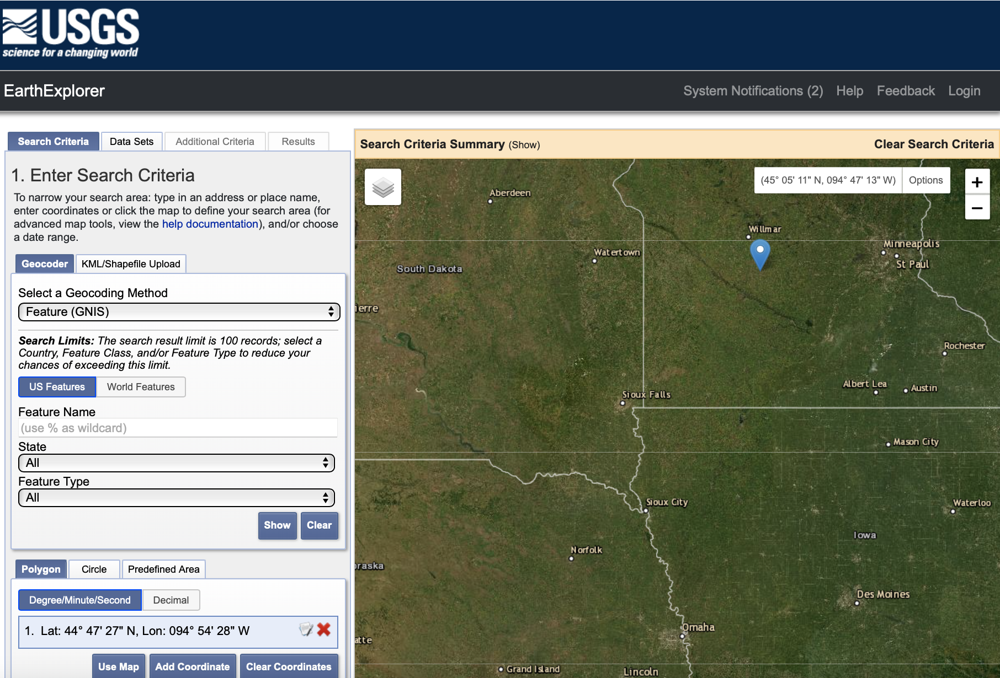 USGS
science for a changing world
EarthExplorer
System Notifications (2) Help Feedback Login
Search Criteria Data Sets Additional Criteria Results
1. Enter Search Criteria
To narrow your search area: type in an address or place name,
enter coordinates or click the map to define your search area (for
advanced map tools, view the help documentation), and/or choose
a date range.
Geocoder KML/Shapefile Upload
Select a Geocoding Method
Feature (GNIS)
Search Limits: The search result limit is 100 records; select a
Country, Feature Class, and/or Feature Type to reduce your
chances of exceeding this limit.
US Features World Features
Feature Name
(use % as wildcard)
State
All
Feature Type
All
Show Clear
Polygon Circle Predefined Area
Degree/Minute/Second Decimal
1. Lat: 44° 47' 27" N, Lon: 094° 54' 28" W
Use Map Add Coordinate Clear Coordinates
Search Criteria Summary (Show) Clear Search Criteria
(45° 05' 11" N, 094° 47' 13" W) Options
+
−
Aberdeen
Willmar
Minneapolis
Watertown
St Paul
South Dakota
ierre
Rochester
Albert Lea
Austin
Sioux Falls
Mason City
Sioux City
Waterloo
Iowa
Norfolk
raska
Des Moines
Omaha
atte
Grand Island
Lincoln